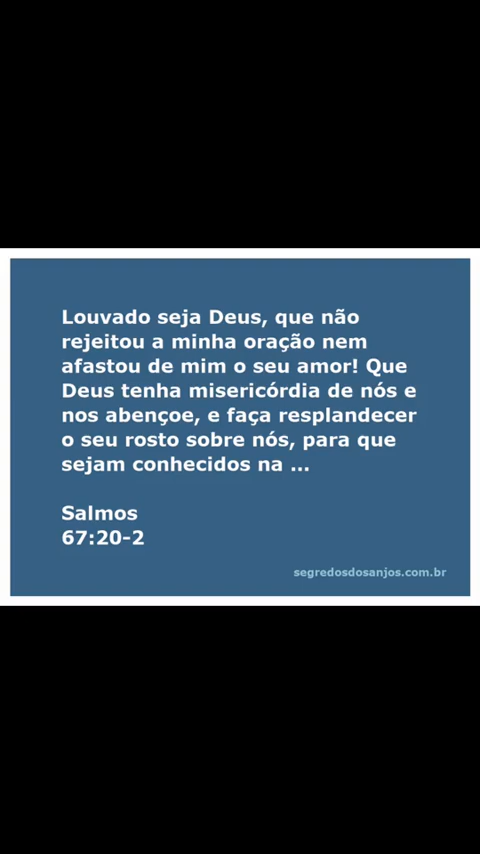 Louvado seja Deus, que não
rejeitou a minha oração nem
afastou de mim o seu amor! Que
Deus tenha misericórdia de nós e
nos abençoe, e faça resplandecer
o seu rosto sobre nós, para que
sejam conhecidos na ...
Salmos
67:20-2
segredosdosanjos.com.br